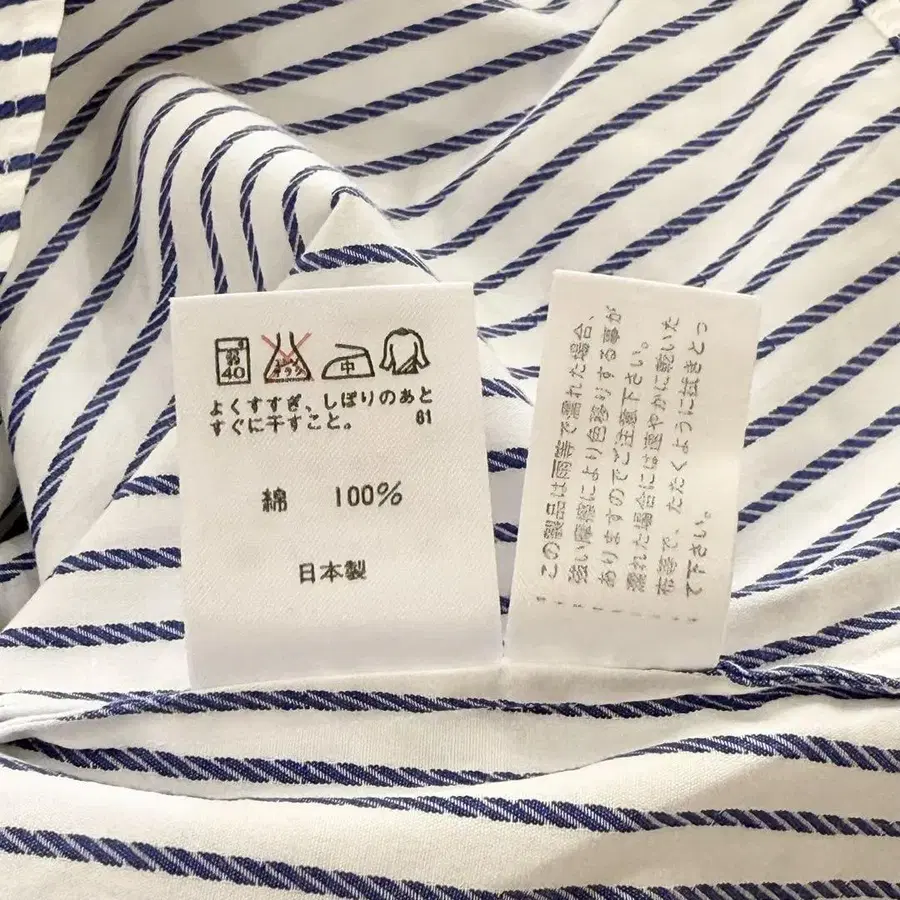 40
エンソ
サラシ
中
よくすすぎ、しぼりのあと
すぐに干すこと。 61
綿 100%
日本製
この製品は雨等で濡れた場合、
強い摩擦により色移りする事が
ありますのでご注意下さい。
濡れた場合には速やかに乾いた
布等で、たたくように拭きとっ
て下さい。